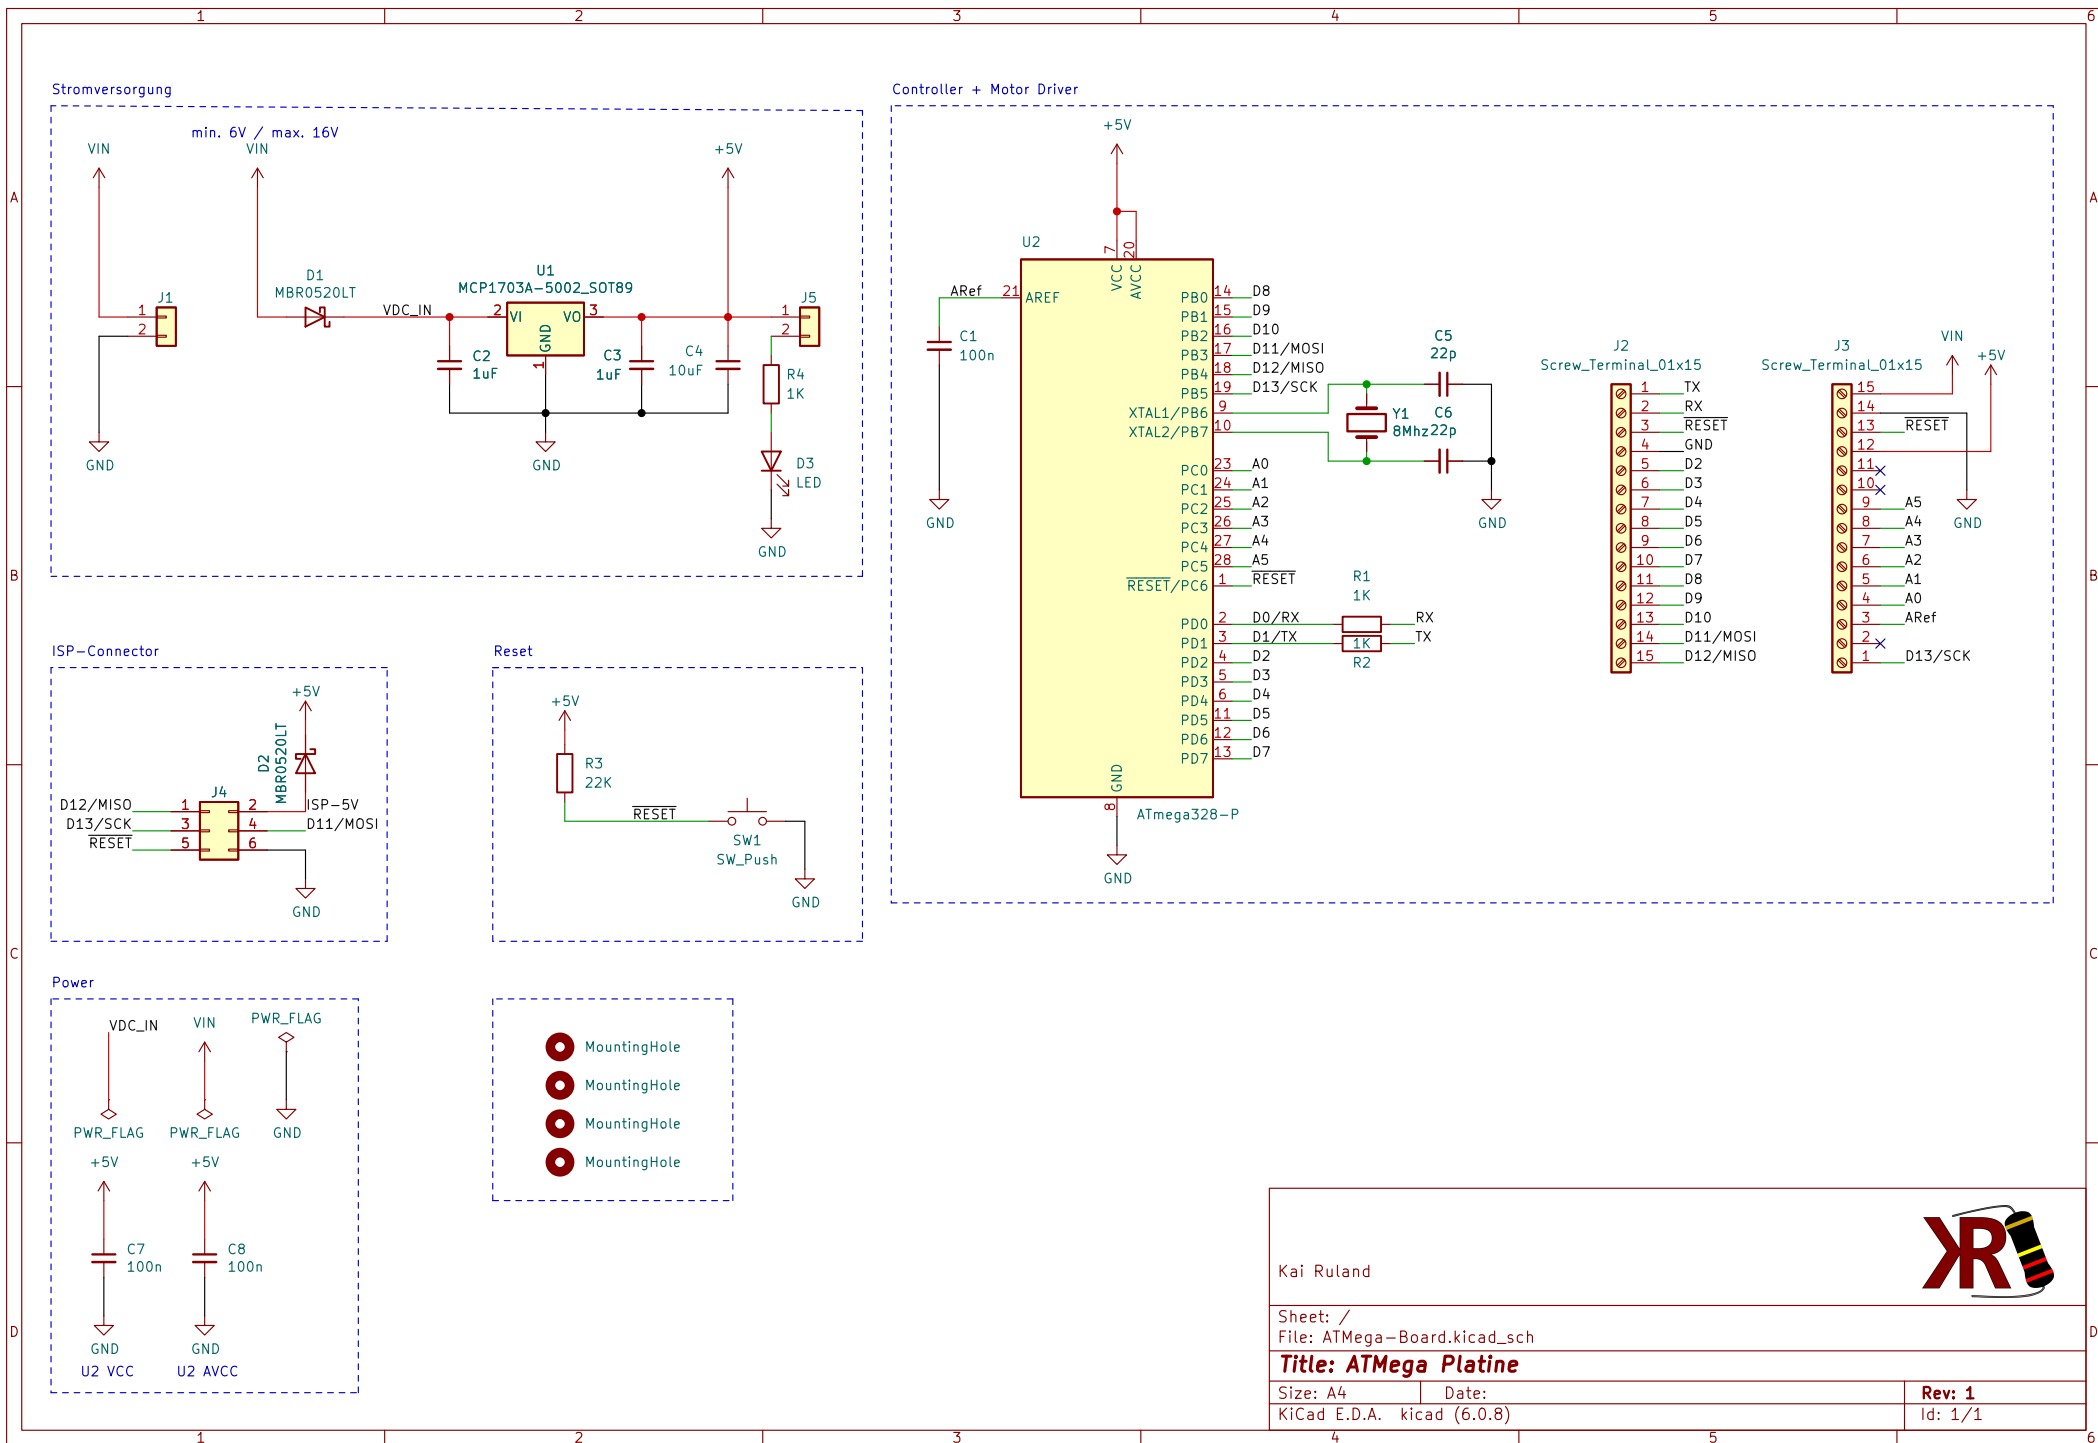 1 2 3 4 5 6
A
B
C
D
A
B
C
D
Stromversorgung
min. 6V / max. 16V
VIN
VIN
+5V
J1
1
2
GND
D1
MBR0520LT
VDC_IN
U1
MCP1703A-5002_SOT89
2 VI VO 3
GND
1
C2
1uF
C3
1uF
C4
10uF
GND
J5
1
2
R4
1K
D3
LED
GND
Controller + Motor Driver
+5V
U2
7 20
VCC
AVCC
ARef 21 AREF
C1
100n
GND
PB0 14 D8
PB1 15 D9
PB2 16 D10
PB3 17 D11/MOSI
PB4 18 D12/MISO
PB5 19 D13/SCK
XTAL1/PB6 9
XTAL2/PB7 10
PC0 23 A0
PC1 24 A1
PC2 25 A2
PC3 26 A3
PC4 27 A4
PC5 28 A5
RESET/PC6 1 RESET
PD0 2 D0/RX
PD1 3 D1/TX
PD2 4 D2
PD3 5 D3
PD4 6 D4
PD5 11 D5
PD6 12 D6
PD7 13 D7
GND
8
ATmega328-P
GND
C5
22p
Y1
8Mhz
C6
22p
GND
R1
1K
RX
1K
TX
R2
J2
Screw_Terminal_01x15
1 TX
2 RX
3 RESET
4 GND
5 D2
6 D3
7 D4
8 D5
9 D6
10 D7
11 D8
12 D9
13 D10
14 D11/MOSI
15 D12/MISO
J3
Screw_Terminal_01x15
VIN
+5V
15
14
13 RESET
12
11
10
9 A5
8 A4
7 A3
6 A2
5 A1
4 A0
3 ARef
2
1 D13/SCK
GND
ISP-Connector
+5V
D2
MBR0520LT
J4
D12/MISO 1 2 ISP-5V
D13/SCK 3 4 D11/MOSI
RESET 5 6
GND
Reset
+5V
R3
22K
RESET
SW1
SW_Push
GND
Power
VDC_IN
VIN
PWR_FLAG
PWR_FLAG
PWR_FLAG
GND
+5V
+5V
C7
100n
C8
100n
GND
GND
U2 VCC
U2 AVCC
MountingHole
MountingHole
MountingHole
MountingHole
KR
Kai Ruland
Sheet: /
File: ATMega-Board.kicad_sch
Title: ATMega Platine
Size: A4 Date: Rev: 1
KiCad E.D.A. kicad (6.0.8) Id: 1/1
1 2 3 4 5 6